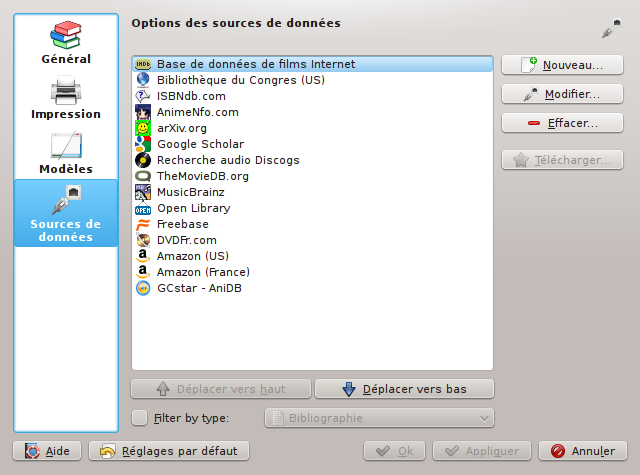 Options des sources de données
Général
Impression
Modèles
Sources de
données
IMDb Base de données de films Internet
Bibliothèque du Congres (US)
ISBNdb.com
AnimeNfo.com
arXiv.org
Google Scholar
Recherche audio Discogs
TheMovieDB.org
MusicBrainz
OPEN Open Library
Freebase
DVDFr.com
Amazon (US)
Amazon (France)
GCstar - AniDB
Nouveau...
Modifier...
Effacer...
Télécharger...
Déplacer vers haut
Déplacer vers bas
Filter by type:
Bibliographie
Aide
Réglages par défaut
Ok
Appliquer
Annuler